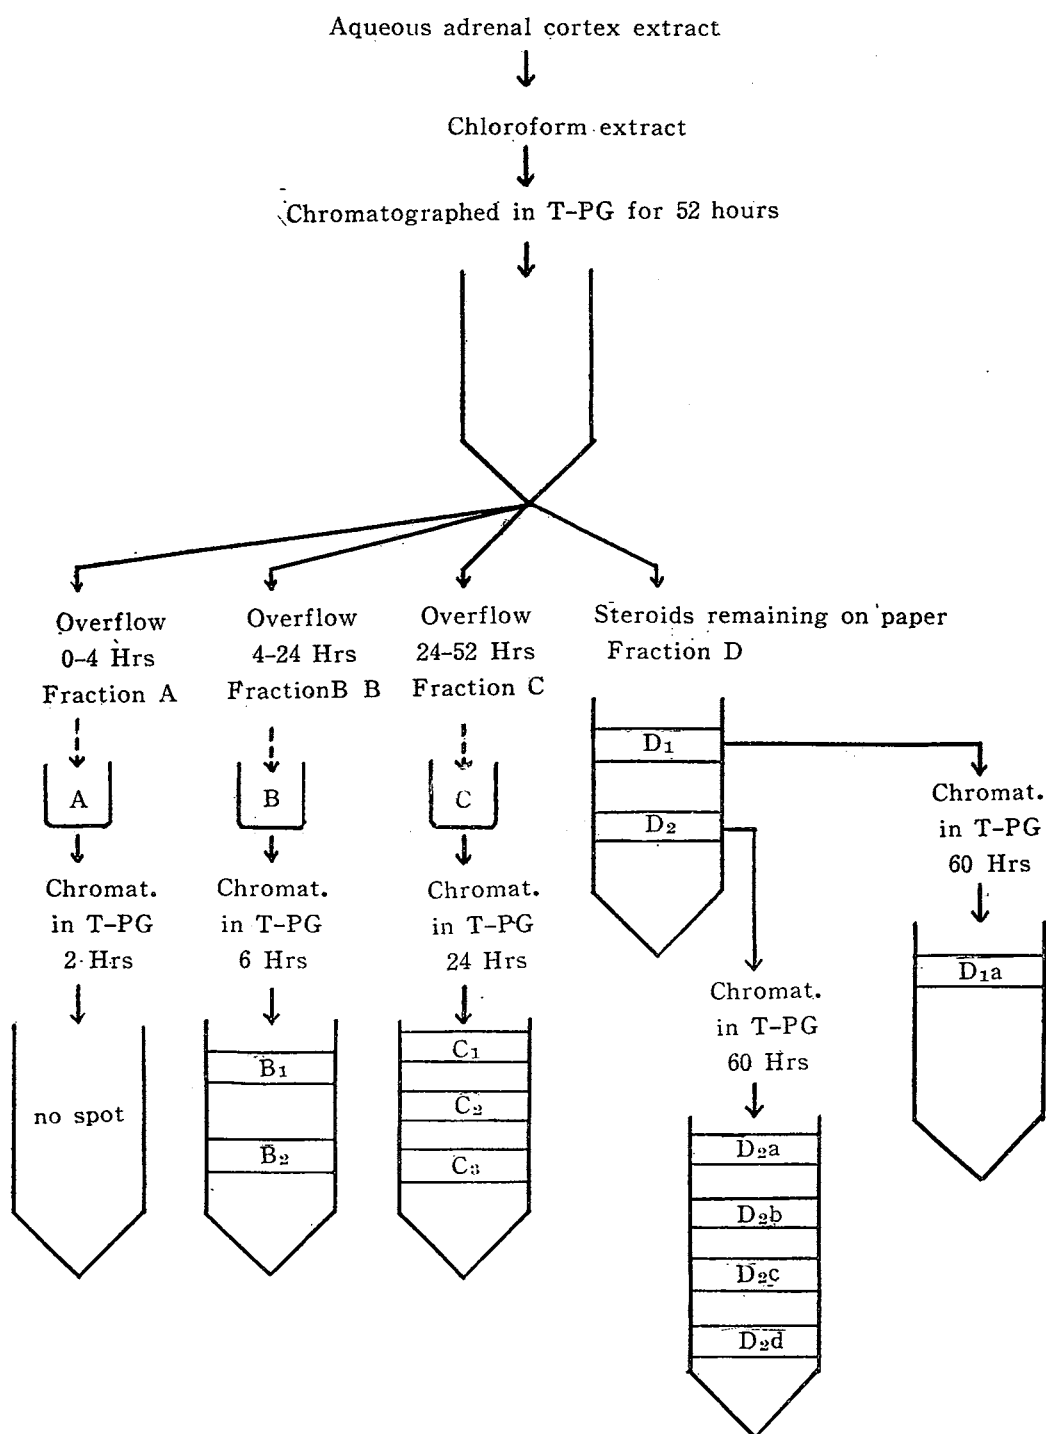 Aqueous adrenal cortex extract
Chloroform extract
Chromatographed in T-PG for 52 hours
Overflow
0-4 Hrs
Fraction A
Overflow
4-24 Hrs
FractionB B
Overflow
24-52 Hrs
Fraction C
Steroids remaining on paper
Fraction D
A
B
C
D1
D2
Chromat.
in T-PG
2 Hrs
Chromat.
in T-PG
6 Hrs
Chromat.
in T-PG
24 Hrs
Chromat.
in T-PG
60 Hrs
Chromat.
in T-PG
60 Hrs
no spot
B1
B2
C1
C2
C3
D2a
D2b
D2c
D2d
D1a